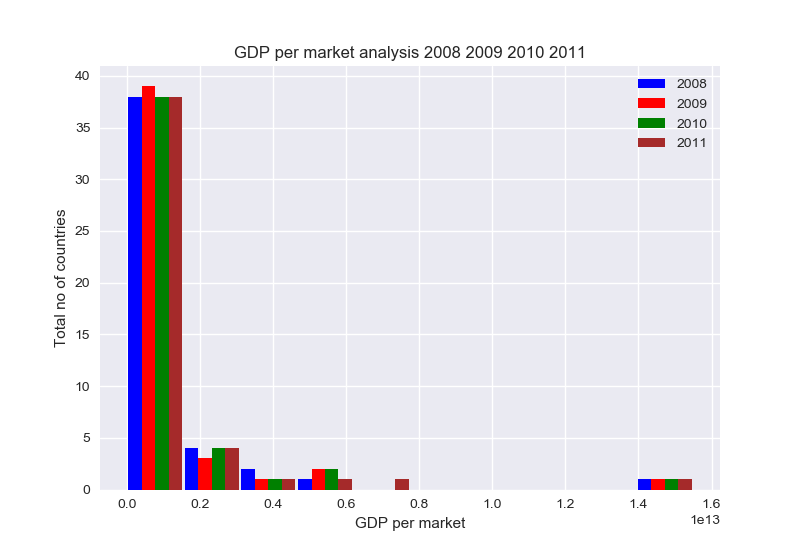 GDP per market analysis 2008 2009 2010 2011
2008
2009
2010
2011
Total no of countries
40
35
30
25
20
15
10
5
0
0.0 0.2 0.4 0.6 0.8 1.0 1.2 1.4 1.6
1e13
GDP per market